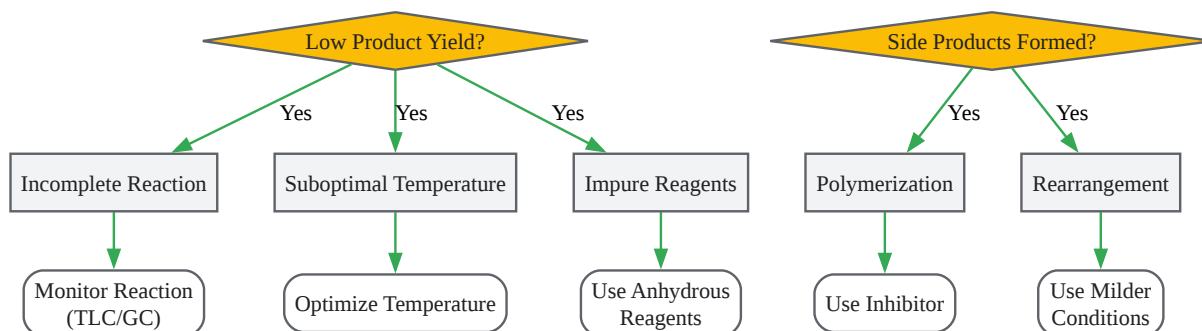 Low Product Yield?
Side Products Formed?
Yes
Yes
Yes
Yes
Yes
Incomplete Reaction
Suboptimal Temperature
Impure Reagents
Polymerization
Rearrangement
Monitor Reaction
(TLC/GC)
Optimize Temperature
Use Anhydrous
Reagents
Use Inhibitor
Use Milder
Conditions